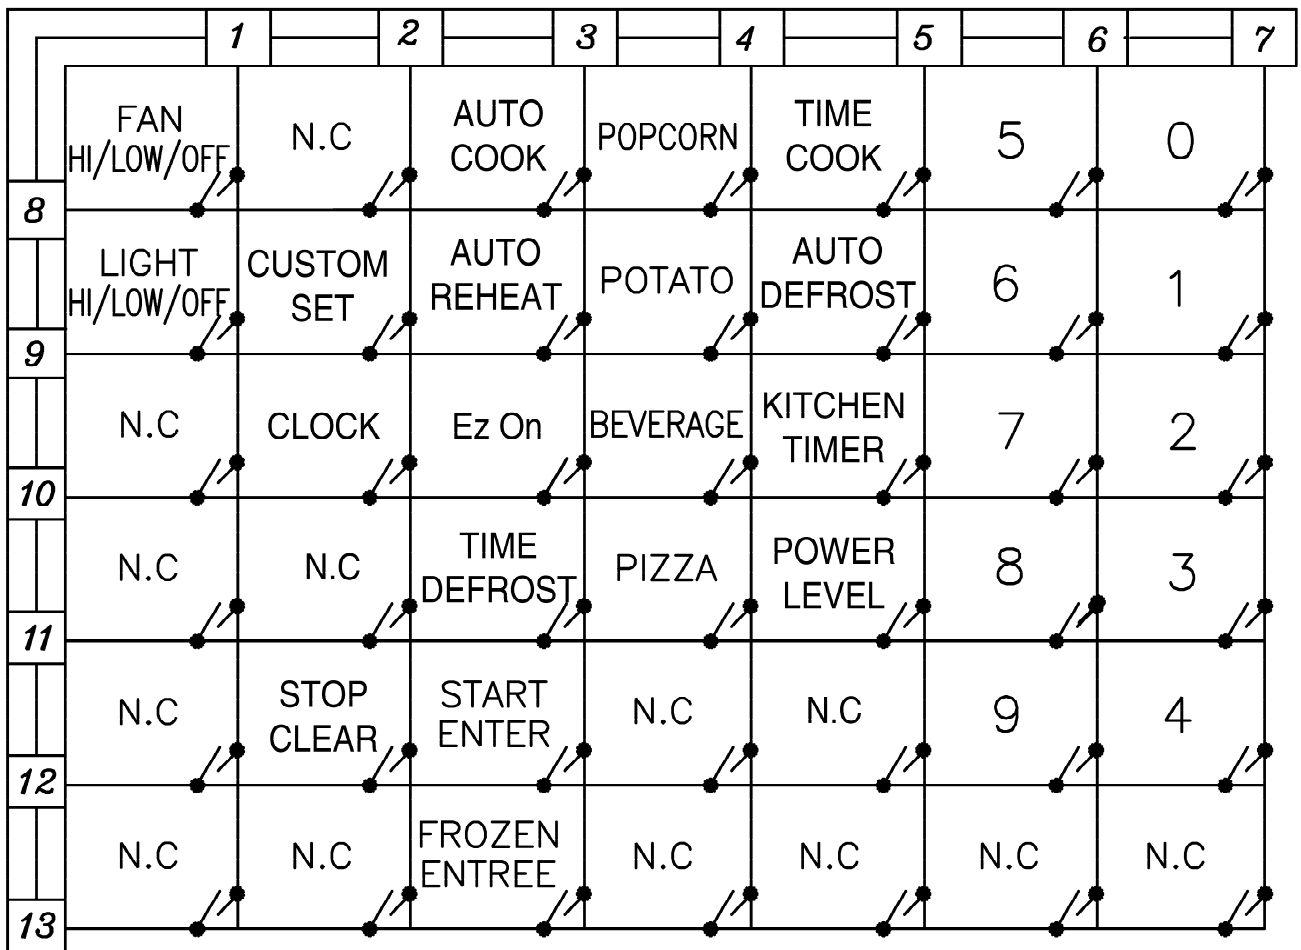 1 2 3 4 5 6 7
FAN
HI/LOW/OFF
N.C
AUTO
COOK
POPCORN
TIME
COOK
5
0
8
LIGHT
HI/LOW/OFF
CUSTOM
SET
AUTO
REHEAT
POTATO
AUTO
DEFROST
6
1
9
N.C
CLOCK
Ez On
BEVERAGE
KITCHEN
TIMER
7
2
10
N.C
N.C
TIME
DEFROST
PIZZA
POWER
LEVEL
8
3
11
N.C
STOP
CLEAR
START
ENTER
N.C
N.C
9
4
12
N.C
N.C
FROZEN
ENTREE
N.C
N.C
N.C
N.C
13